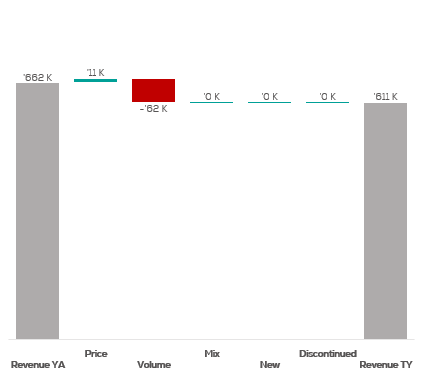 '662 K
'11 K
-'62 K
'0 K
'0 K
'0 K
'611 K
Revenue YA
Price
Volume
Mix
New
Discontinued
Revenue TY